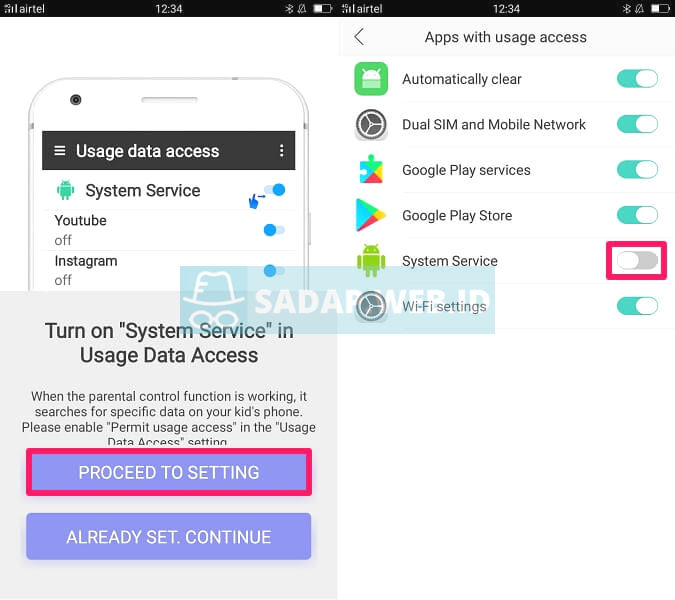 airtel 12:34
Usage data access
System Service
Youtube
off
Instagram
off
Turn on "System Service" in
Usage Data Access
When the parental control function is working, it
searches for specific data on your kid's phone.
Please enable "Permit usage access" in the "Usage
Data Access" setting
PROCEED TO SETTING
ALREADY SET. CONTINUE
airtel 12:34
Apps with usage access
Automatically clear
Dual SIM and Mobile Network
Google Play services
Google Play Store
System Service
Wi-Fi settings
SADARWEB.ID